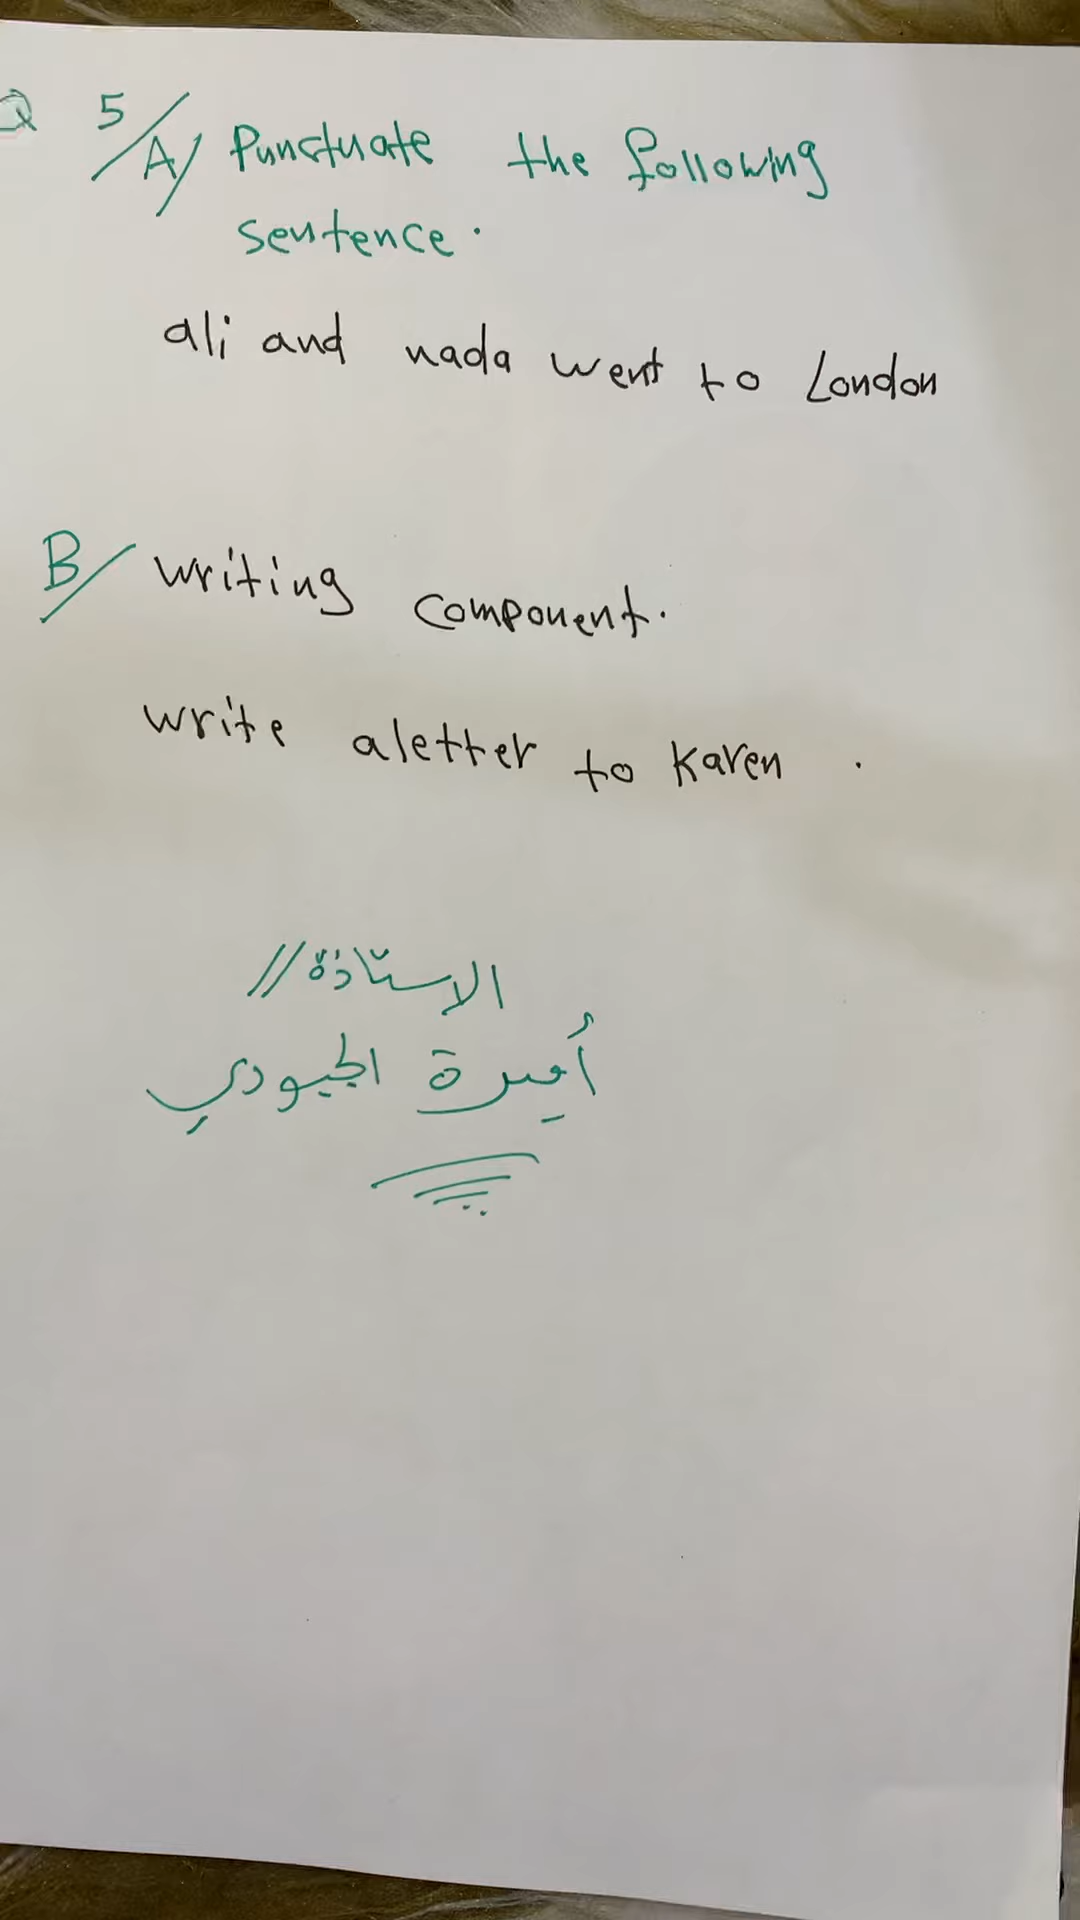 Q 5/A/ Punctuate the following
sentence.
ali and nada went to London
B/ writing component.
write aletter to Karen .
الاستاذة //
أميرة الجيودي